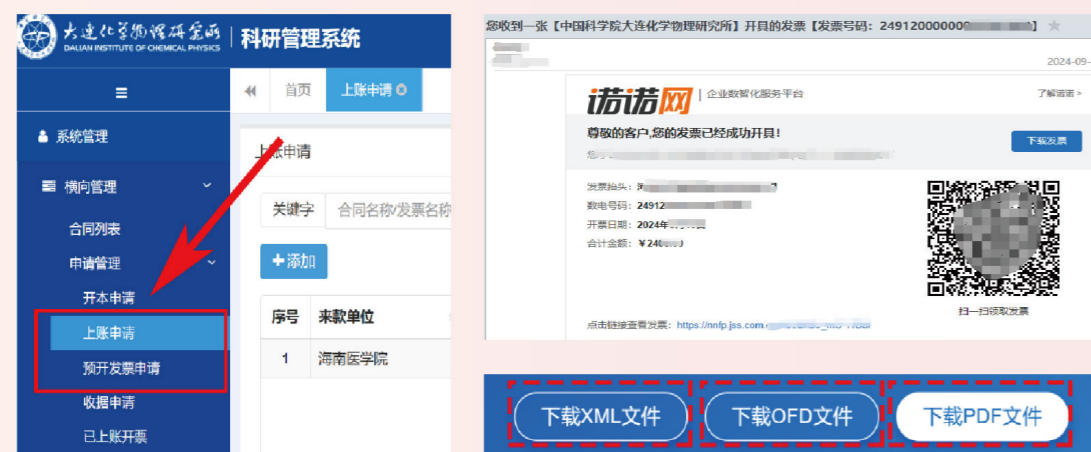 大连化学物理研究所
DALIAN INSTITUTE OF CHEMICAL PHYSICS
科研管理系统
首页
上账申请
系统管理
横向管理
合同列表
申请管理
开本申请
上账申请
预开发票申请
收据申请
已上账开票
上账申请
关键字
合同名称/发票名称
+添加
序号 来款单位
1 海南医学院
您收到一张【中国科学院大连化学物理研究所】开具的发票【发票号码：249120000000
2024-09-
诺诺网
企业数智化服务平台
了解诺诺 >
尊敬的客户,您的发票已经成功开具!
下载发票
发票抬头：
数电号码：24912
开票日期：2024年
合计金额：￥240
扫一扫领取发票
点击链接查看发票：https://nnfp.jss.com.
下载XML文件
下载OFD文件
下载PDF文件